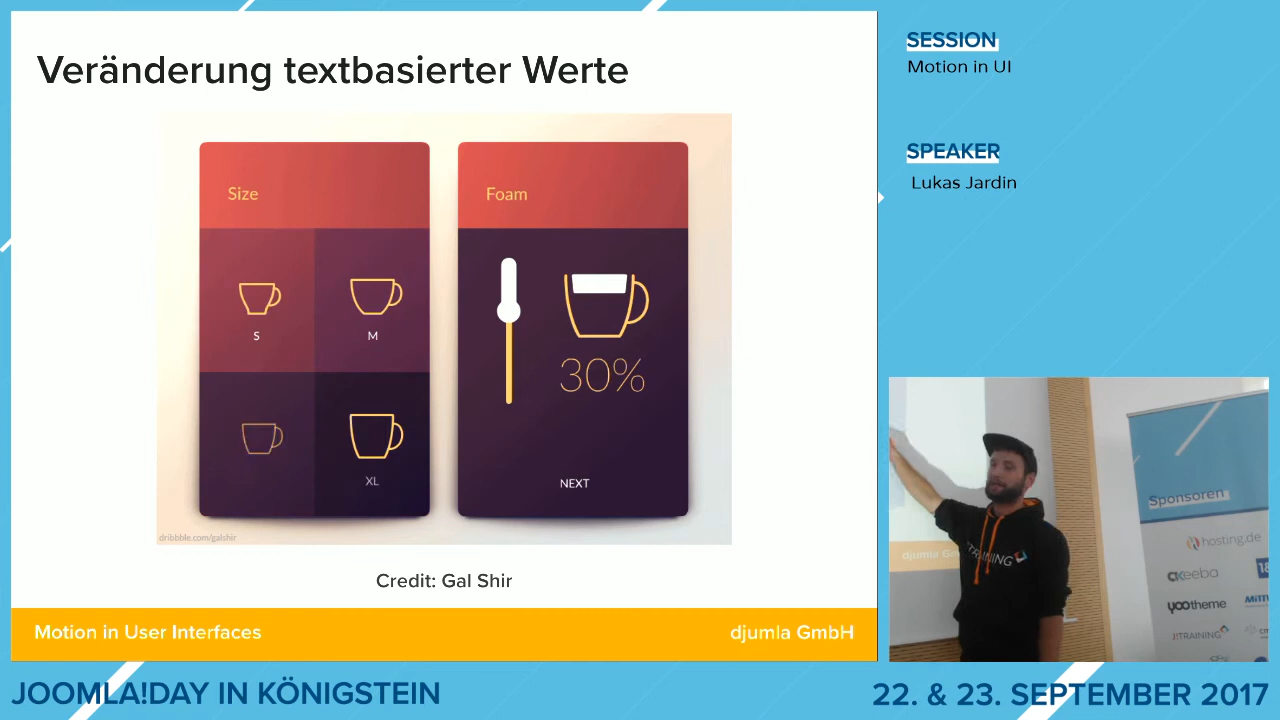 Veränderung textbasierter Werte
Size
S
M
XL
Foam
30%
NEXT
dribbble.com/galshir
Credit: Gal Shir
Motion in User Interfaces
djumla GmbH
SESSION
Motion in UI
SPEAKER
Lukas Jardin
Sponsoren
hosting.de
akeeba
yootheme
J!TRAINING
djumla
JOOMLA!DAY IN KÖNIGSTEIN
22. & 23. SEPTEMBER 2017